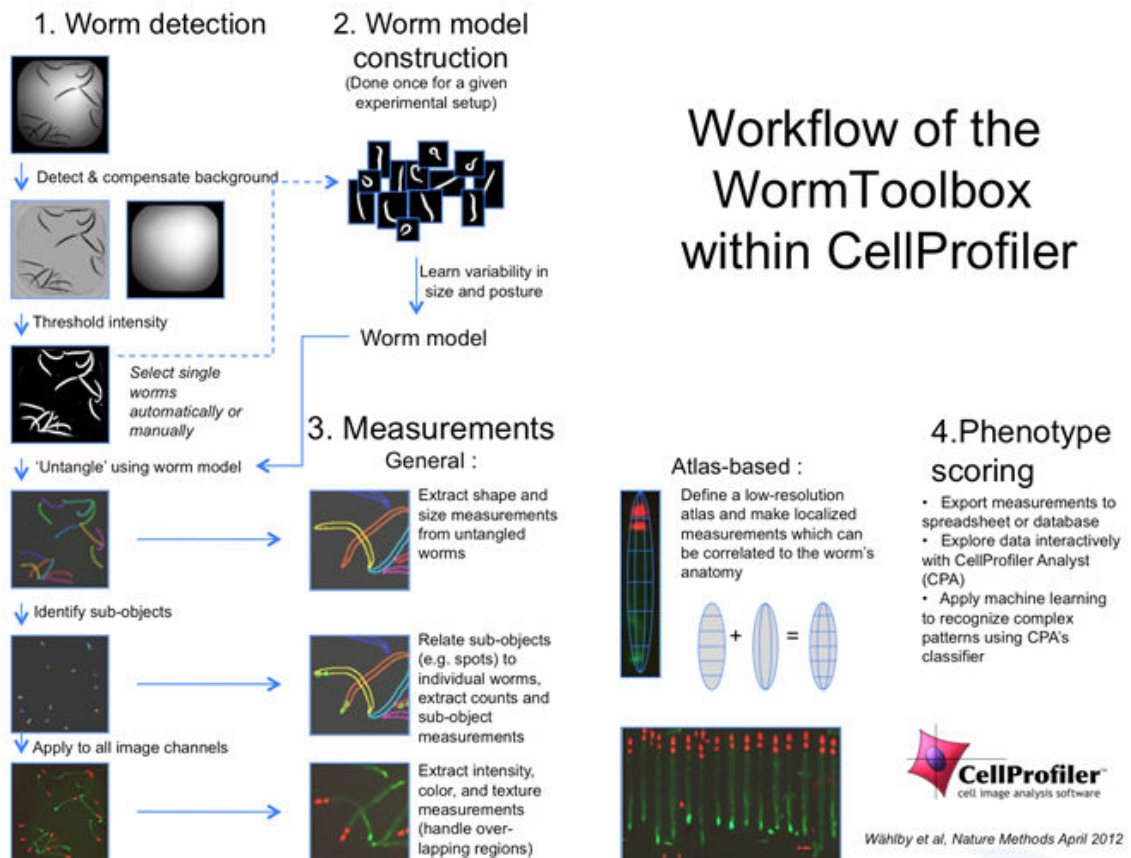 1. Worm detection
Detect & compensate background
Threshold intensity
Select single
worms
automatically or
manually
'Untangle' using worm model
Identify sub-objects
Apply to all image channels
2. Worm model
construction
(Done once for a given
experimental setup)
Learn variability in
size and posture
Worm model
3. Measurements
General :
Extract shape and
size measurements
from untangled
worms
Relate sub-objects
(e.g. spots) to
individual worms,
extract counts and
sub-object
measurements
Extract intensity,
color, and texture
measurements
(handle over-
lapping regions)
Workflow of the
WormToolbox
within CellProfiler
Atlas-based :
Define a low-resolution
atlas and make localized
measurements which can
be correlated to the worm's
anatomy
+ =
4.Phenotype
scoring
• Export measurements to
spreadsheet or database
• Explore data interactively
with CellProfiler Analyst
(CPA)
• Apply machine learning
to recognize complex
patterns using CPA's
classifier
CellProfiler™
cell image analysis software
Wählby et al, Nature Methods April 2012